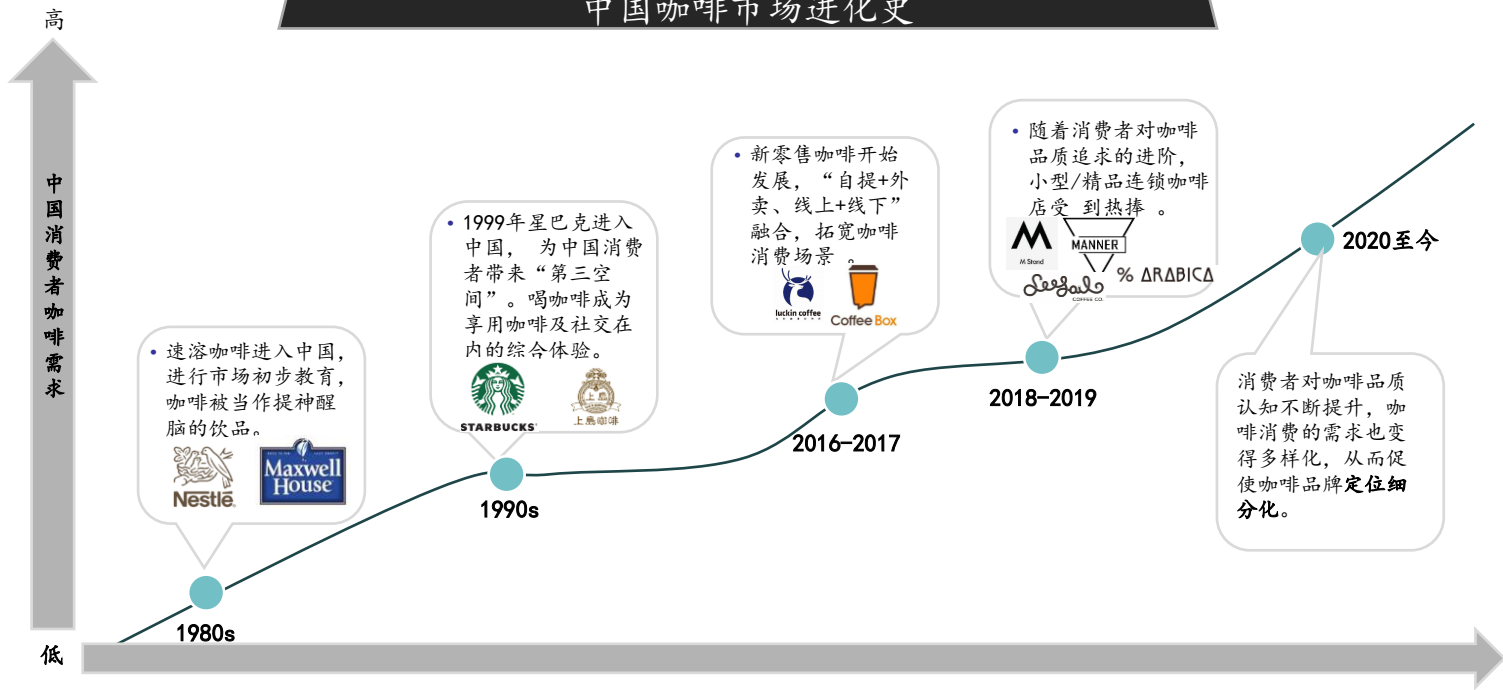 中国咖啡市场进化史
高
中国消费者咖啡需求
低
• 速溶咖啡进入中国，
进行市场初步教育，
咖啡被当作提神醒
脑的饮品。
Nestlé
Maxwell
House
1980s
• 1999年星巴克进入
中国， 为中国消费
者带来“第三空
间”。喝咖啡成为
享用咖啡及社交在
内的综合体验。
STARBUCKS
上島
上島咖啡
1990s
• 新零售咖啡开始
发展，“自提+外
卖、线上+线下”
融合，拓宽咖啡
消费场景 。
luckin coffee
Coffee Box
2016-2017
• 随着消费者对咖啡
品质追求的进阶，
小型/精品连锁咖啡
店受 到热捧 。
M Stand
MANNER
% ARABICA
Seesaw
COFFEE CO.
2018-2019
2020至今
消费者对咖啡品质
认知不断提升，咖
啡消费的需求也变
得多样化，从而促
使咖啡品牌定位细
分化。